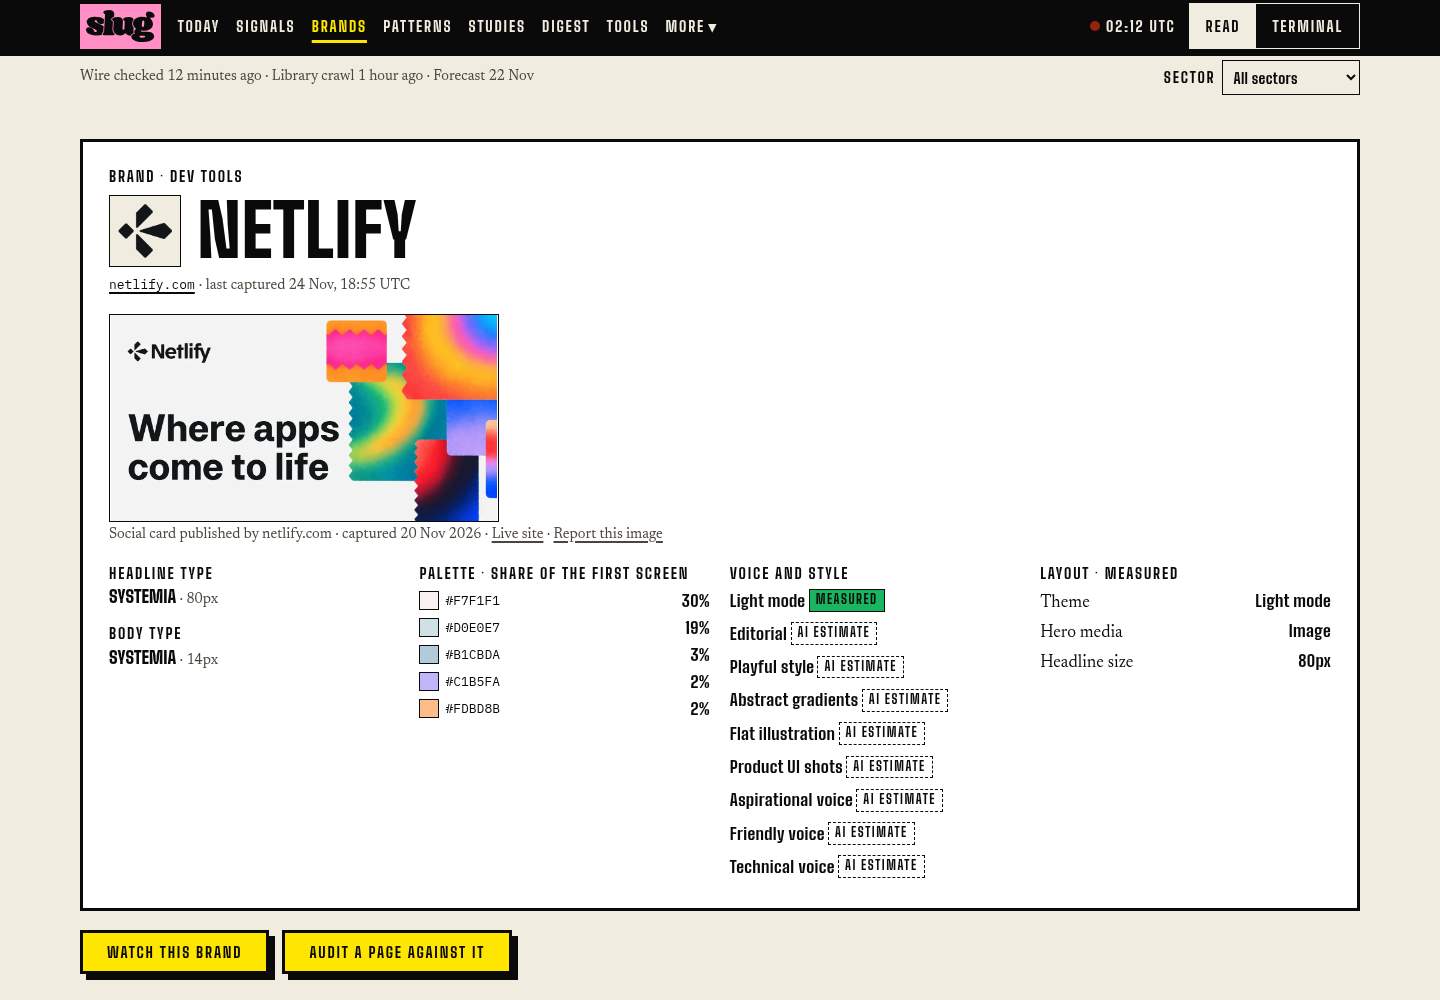 slug TODAY SIGNALS BRANDS PATTERNS STUDIES DIGEST TOOLS MORE ▾ 02:12 UTC READ TERMINAL
Wire checked 12 minutes ago · Library crawl 1 hour ago · Forecast 22 Nov SECTOR All sectors
BRAND · DEV TOOLS
NETLIFY
netlify.com · last captured 24 Nov, 18:55 UTC
Netlify
Where apps
come to life
Social card published by netlify.com · captured 20 Nov 2026 · Live site · Report this image
HEADLINE TYPE
SYSTEMIA · 80px
BODY TYPE
SYSTEMIA · 14px
PALETTE · SHARE OF THE FIRST SCREEN
#F7F1F1 30%
#D0E0E7 19%
#B1CBDA 3%
#C1B5FA 2%
#FDBD8B 2%
VOICE AND STYLE
Light mode MEASURED
Editorial AI ESTIMATE
Playful style AI ESTIMATE
Abstract gradients AI ESTIMATE
Flat illustration AI ESTIMATE
Product UI shots AI ESTIMATE
Aspirational voice AI ESTIMATE
Friendly voice AI ESTIMATE
Technical voice AI ESTIMATE
LAYOUT · MEASURED
Theme Light mode
Hero media Image
Headline size 80px
WATCH THIS BRAND AUDIT A PAGE AGAINST IT